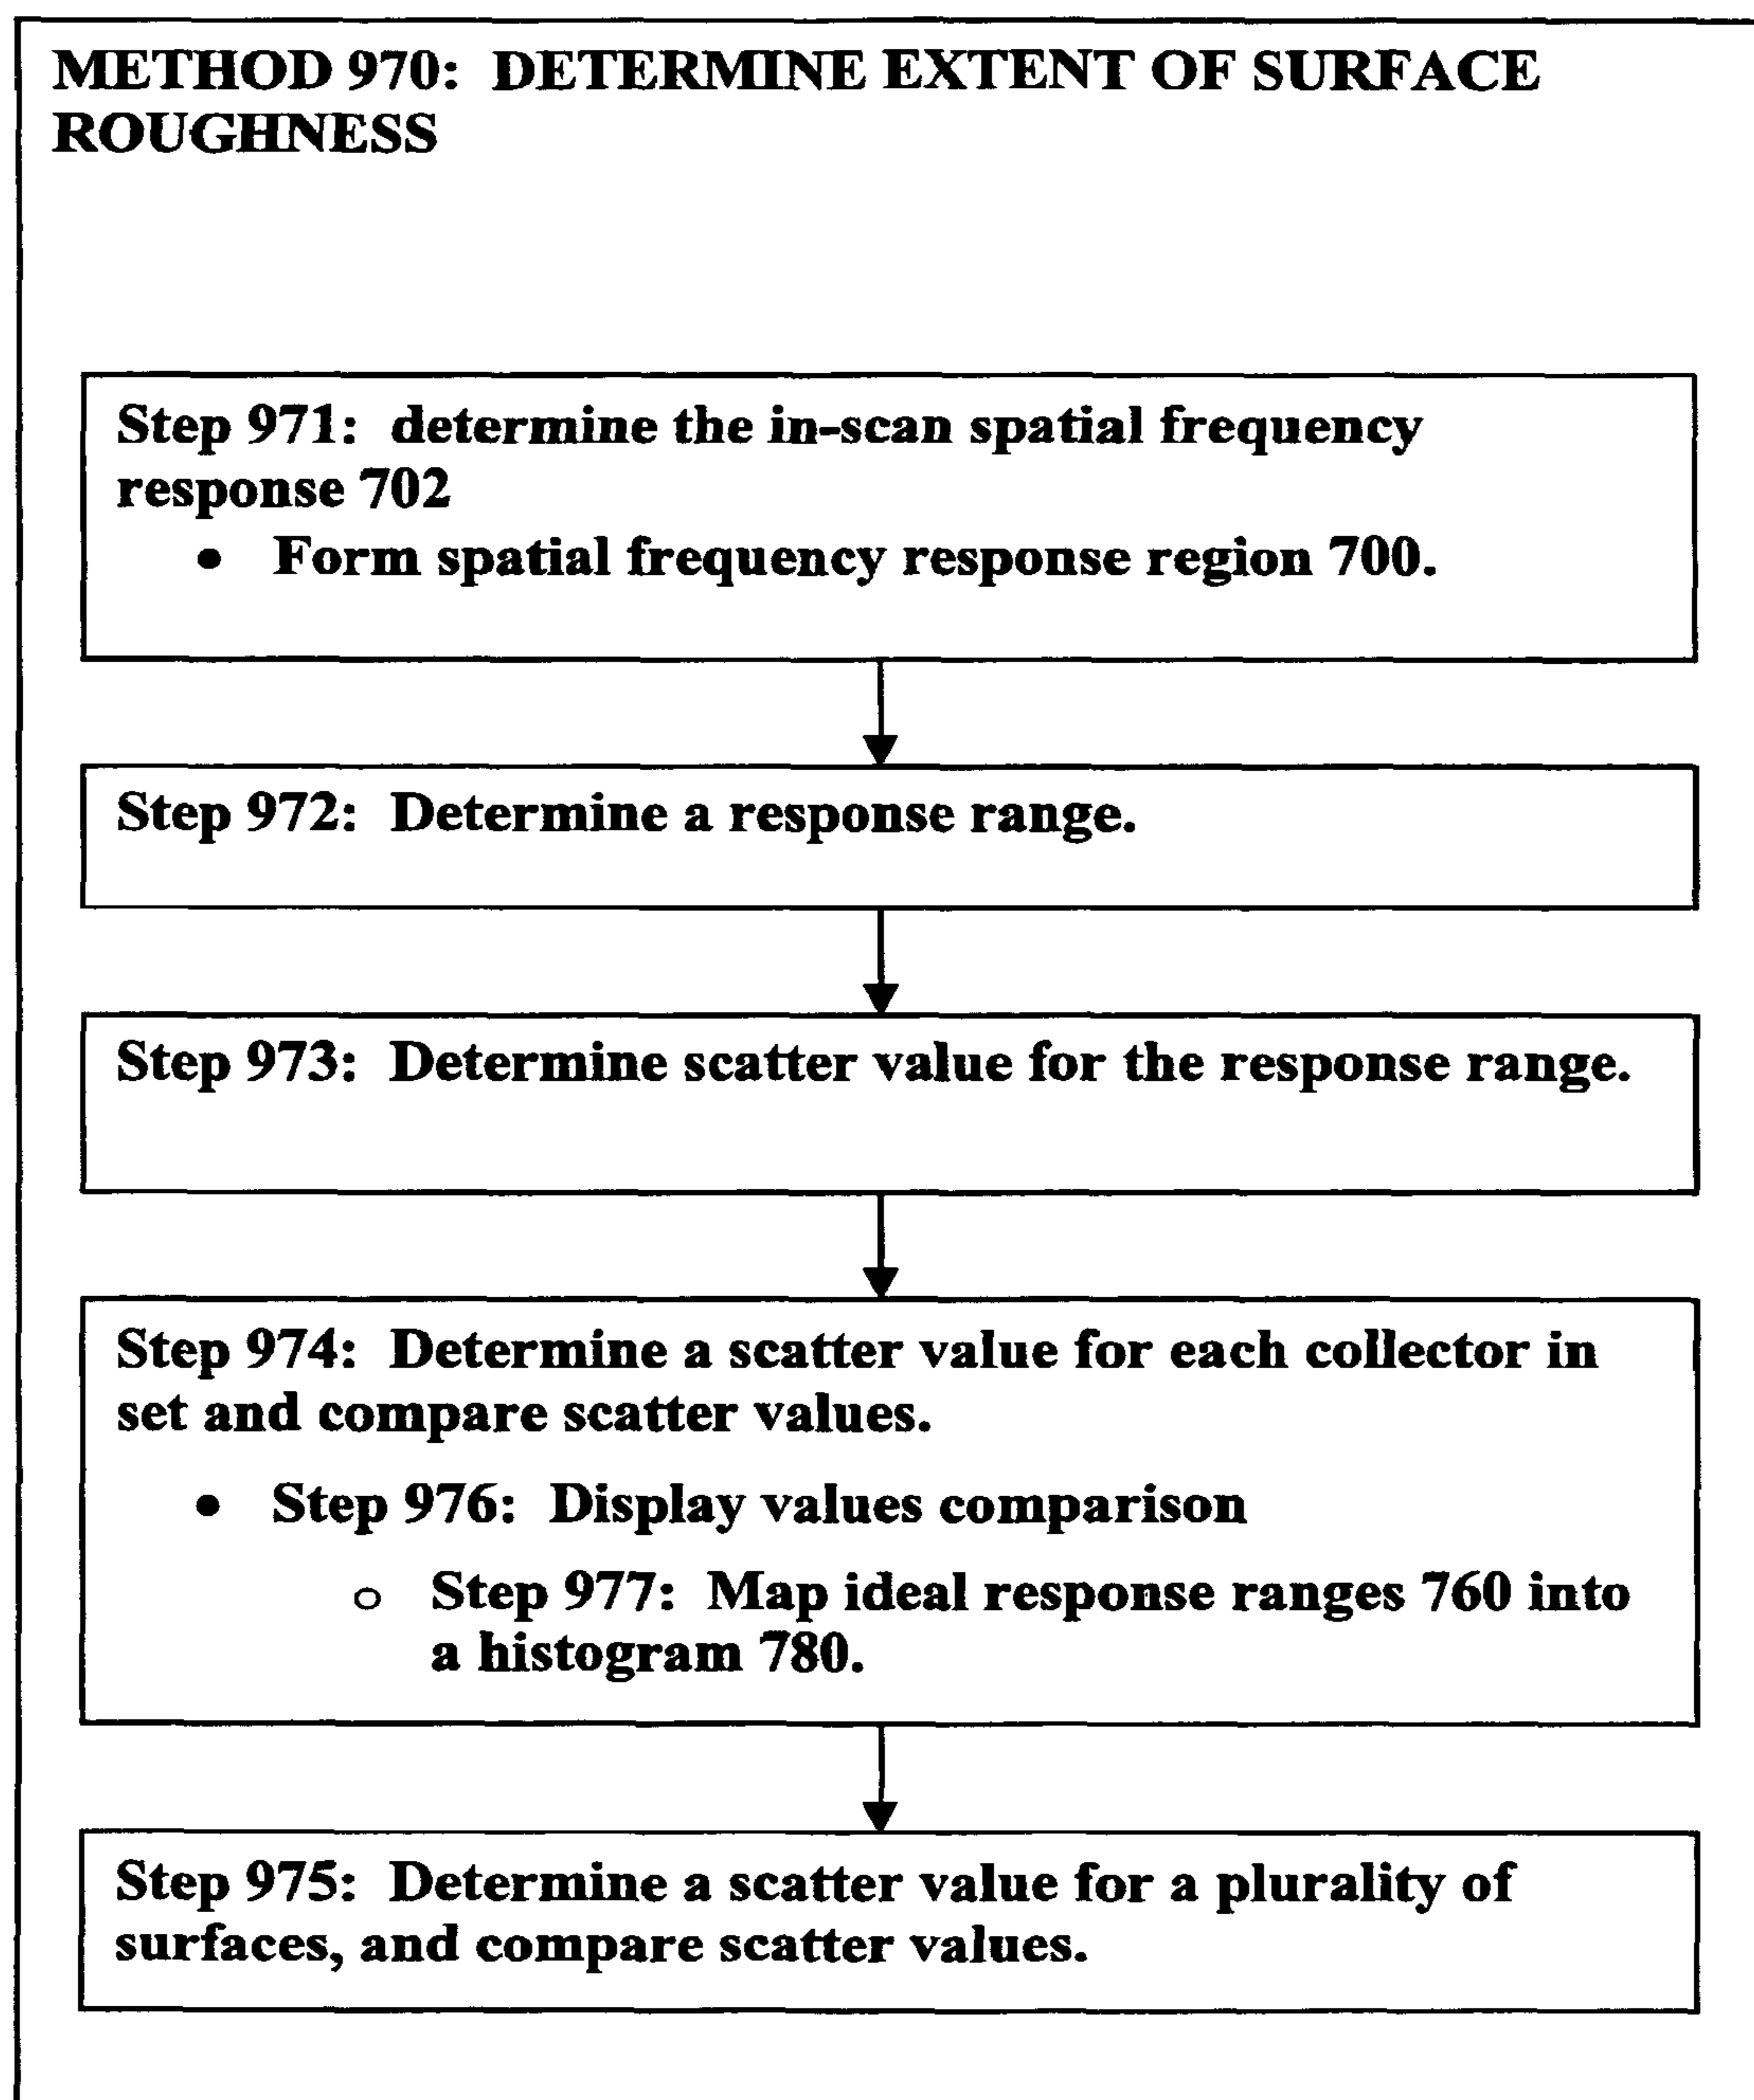 METHOD 970: DETERMINE EXTENT OF SURFACE
ROUGHNESS
Step 971: determine the in-scan spatial frequency
response 702
• Form spatial frequency response region 700.
Step 972: Determine a response range.
Step 973: Determine scatter value for the response range.
Step 974: Determine a scatter value for each collector in
set and compare scatter values.
• Step 976: Display values comparison
o Step 977: Map ideal response ranges 760 into
a histogram 780.
Step 975: Determine a scatter value for a plurality of
surfaces, and compare scatter values.